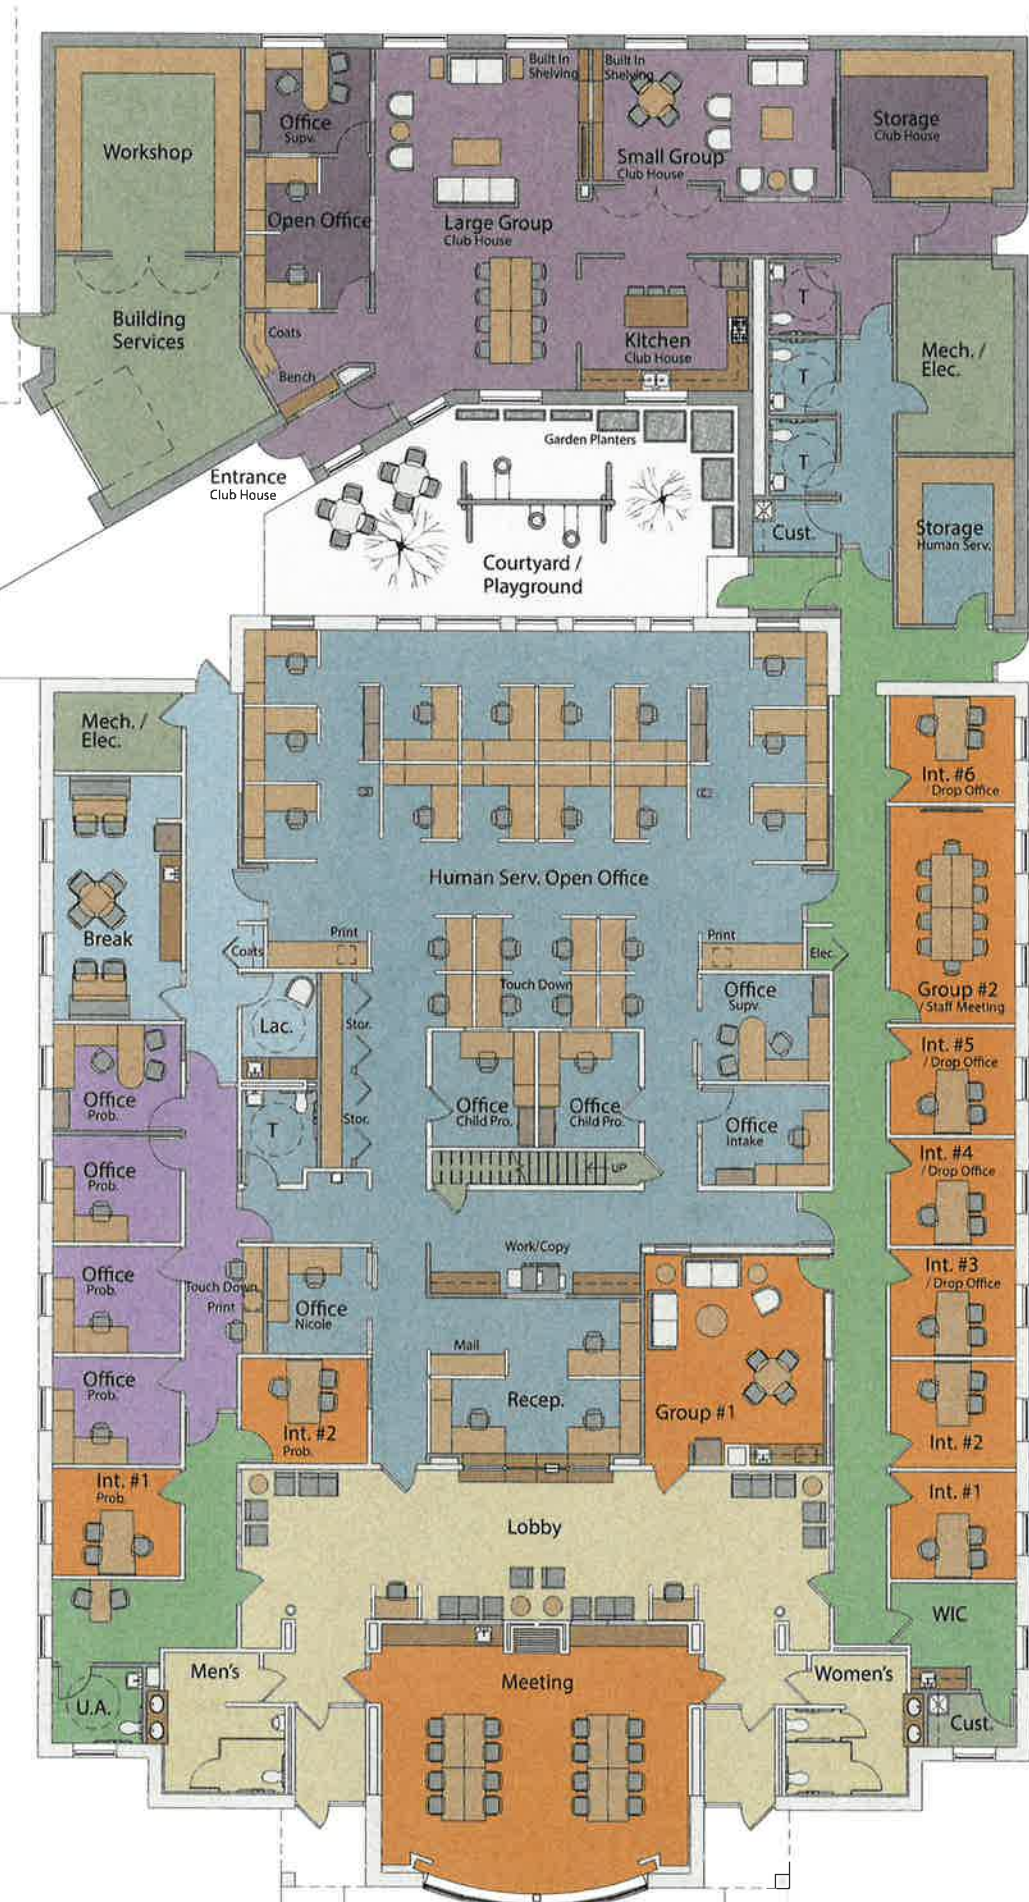 Workshop
Office
Supv.
Open Office
Built In
Shelving
Built In
Shelving
Small Group
Club House
Storage
Club House
Large Group
Club House
Building
Services
Coats
Bench
Kitchen
Club House
T
T
T
Mech. /
Elec.
Garden Planters
Entrance
Club House
Cust.
Storage
Human Serv.
Courtyard /
Playground
Mech. /
Elec.
Int. #6
/ Drop Office
Human Serv. Open Office
Break
Coats
Print
Print
Elec.
Touch Down
Office
Supv.
Group #2
/ Staff Meeting
Lac.
Stor.
Int. #5
/ Drop Office
Office
Prob.
Stor.
T
Office
Child Pro.
Office
Child Pro.
Office
Intake
Int. #4
/ Drop Office
Office
Prob.
UP
Work/Copy
Office
Prob.
Touch Down
Print
Office
Nicole
Int. #3
/ Drop Office
Mail
Office
Prob.
Recep.
Group #1
Int. #2
Prob.
Int. #2
Int. #1
Prob.
Int. #1
Lobby
WIC
Men's
Meeting
Women's
U.A.
Cust.